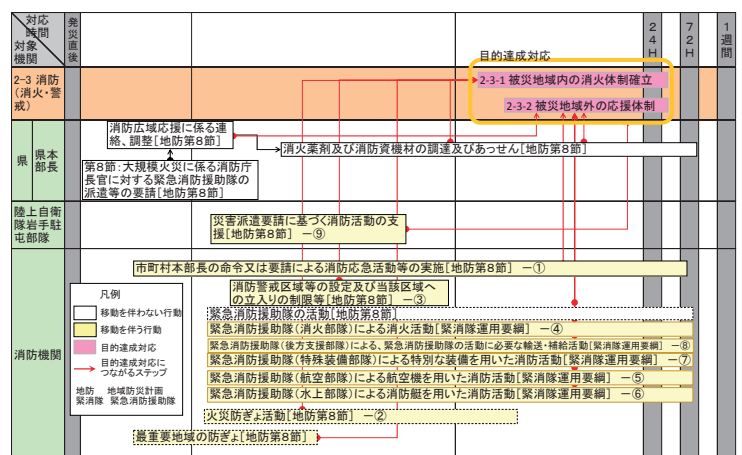 対応
時間
対象
機関
発災直後
24H
72H
1週間
目的達成対応
2-3 消防
（消火・警
戒）
2-3-1 被災地域内の消火体制確立
2-3-2 被災地域外の応援体制
県
県本
部長
消防広域応援に係る連
絡、調整[地防第8節]
消火薬剤及び消防資機材の調達及びあっせん[地防第8節]
第8節：大規模火災に係る消防庁
長官に対する緊急消防援助隊の
派遣等の要請[地防第8節]
陸上自衛
隊岩手駐
屯部隊
災害派遣要請に基づく消防活動の支
援[地防第8節] －⑨
消防機関
市町村本部長の命令又は要請による消防応急活動等の実施[地防第8節] －①
消防警戒区域等の設定及び当該区域へ
の立入りの制限等[地防第8節] －③
緊急消防援助隊の活動[地防第8節]
緊急消防援助隊（消火部隊）による消火活動[緊消隊運用要綱] －④
緊急消防援助隊（後方支援部隊）による、緊急消防援助隊の活動に必要な輸送・補給活動[緊消隊運用要綱] －⑧
緊急消防援助隊（特殊装備部隊）による特別な装備を用いた消防活動[緊消隊運用要綱] －⑦
緊急消防援助隊（航空部隊）による航空機を用いた消防活動[緊消隊運用要綱] －⑤
緊急消防援助隊（水上部隊）による消防艇を用いた消防活動[緊消隊運用要綱] －⑥
火災防ぎょ活動[地防第8節] －②
最重要地域の防ぎょ[地防第8節]
凡例
移動を伴わない行動
移動を伴う行動
目的達成対応
目的達成対応に
つながるステップ
地防 地域防災計画
緊消隊 緊急消防援助隊